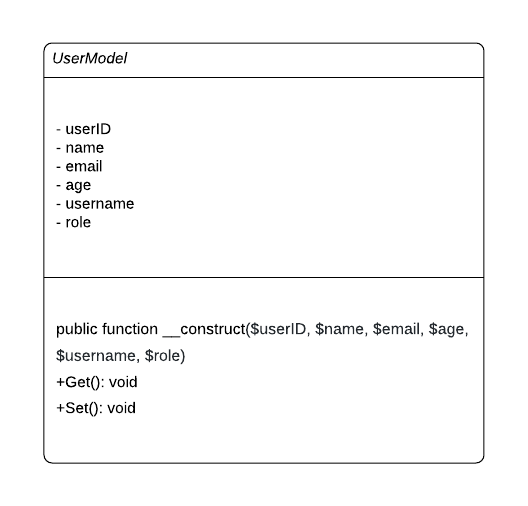 UserModel
- userID
- name
- email
- age
- username
- role
public function __construct($userID, $name, $email, $age,
$username, $role)
+Get(): void
+Set(): void